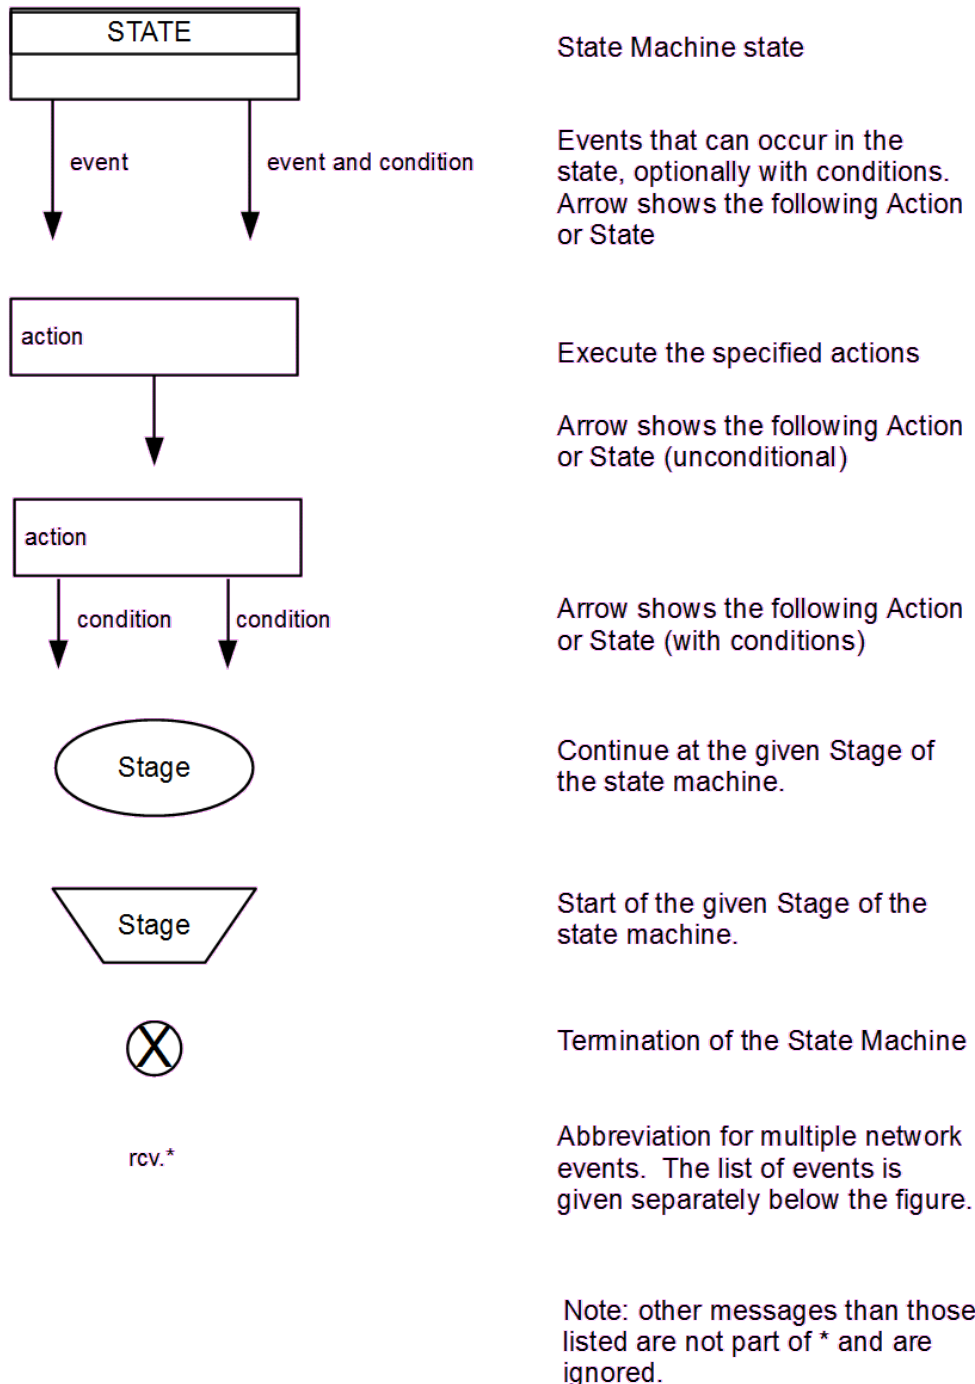 STATE
State Machine state
event
event and condition
Events that can occur in the
state, optionally with conditions.
Arrow shows the following Action
or State
action
Execute the specified actions
Arrow shows the following Action
or State (unconditional)
action
condition
condition
Arrow shows the following Action
or State (with conditions)
Stage
Continue at the given Stage of
the state machine.
Stage
Start of the given Stage of the
state machine.
X
Termination of the State Machine
rcv.*
Abbreviation for multiple network
events.  The list of events is
given separately below the figure.
Note: other messages than those
listed are not part of * and are
ignored.